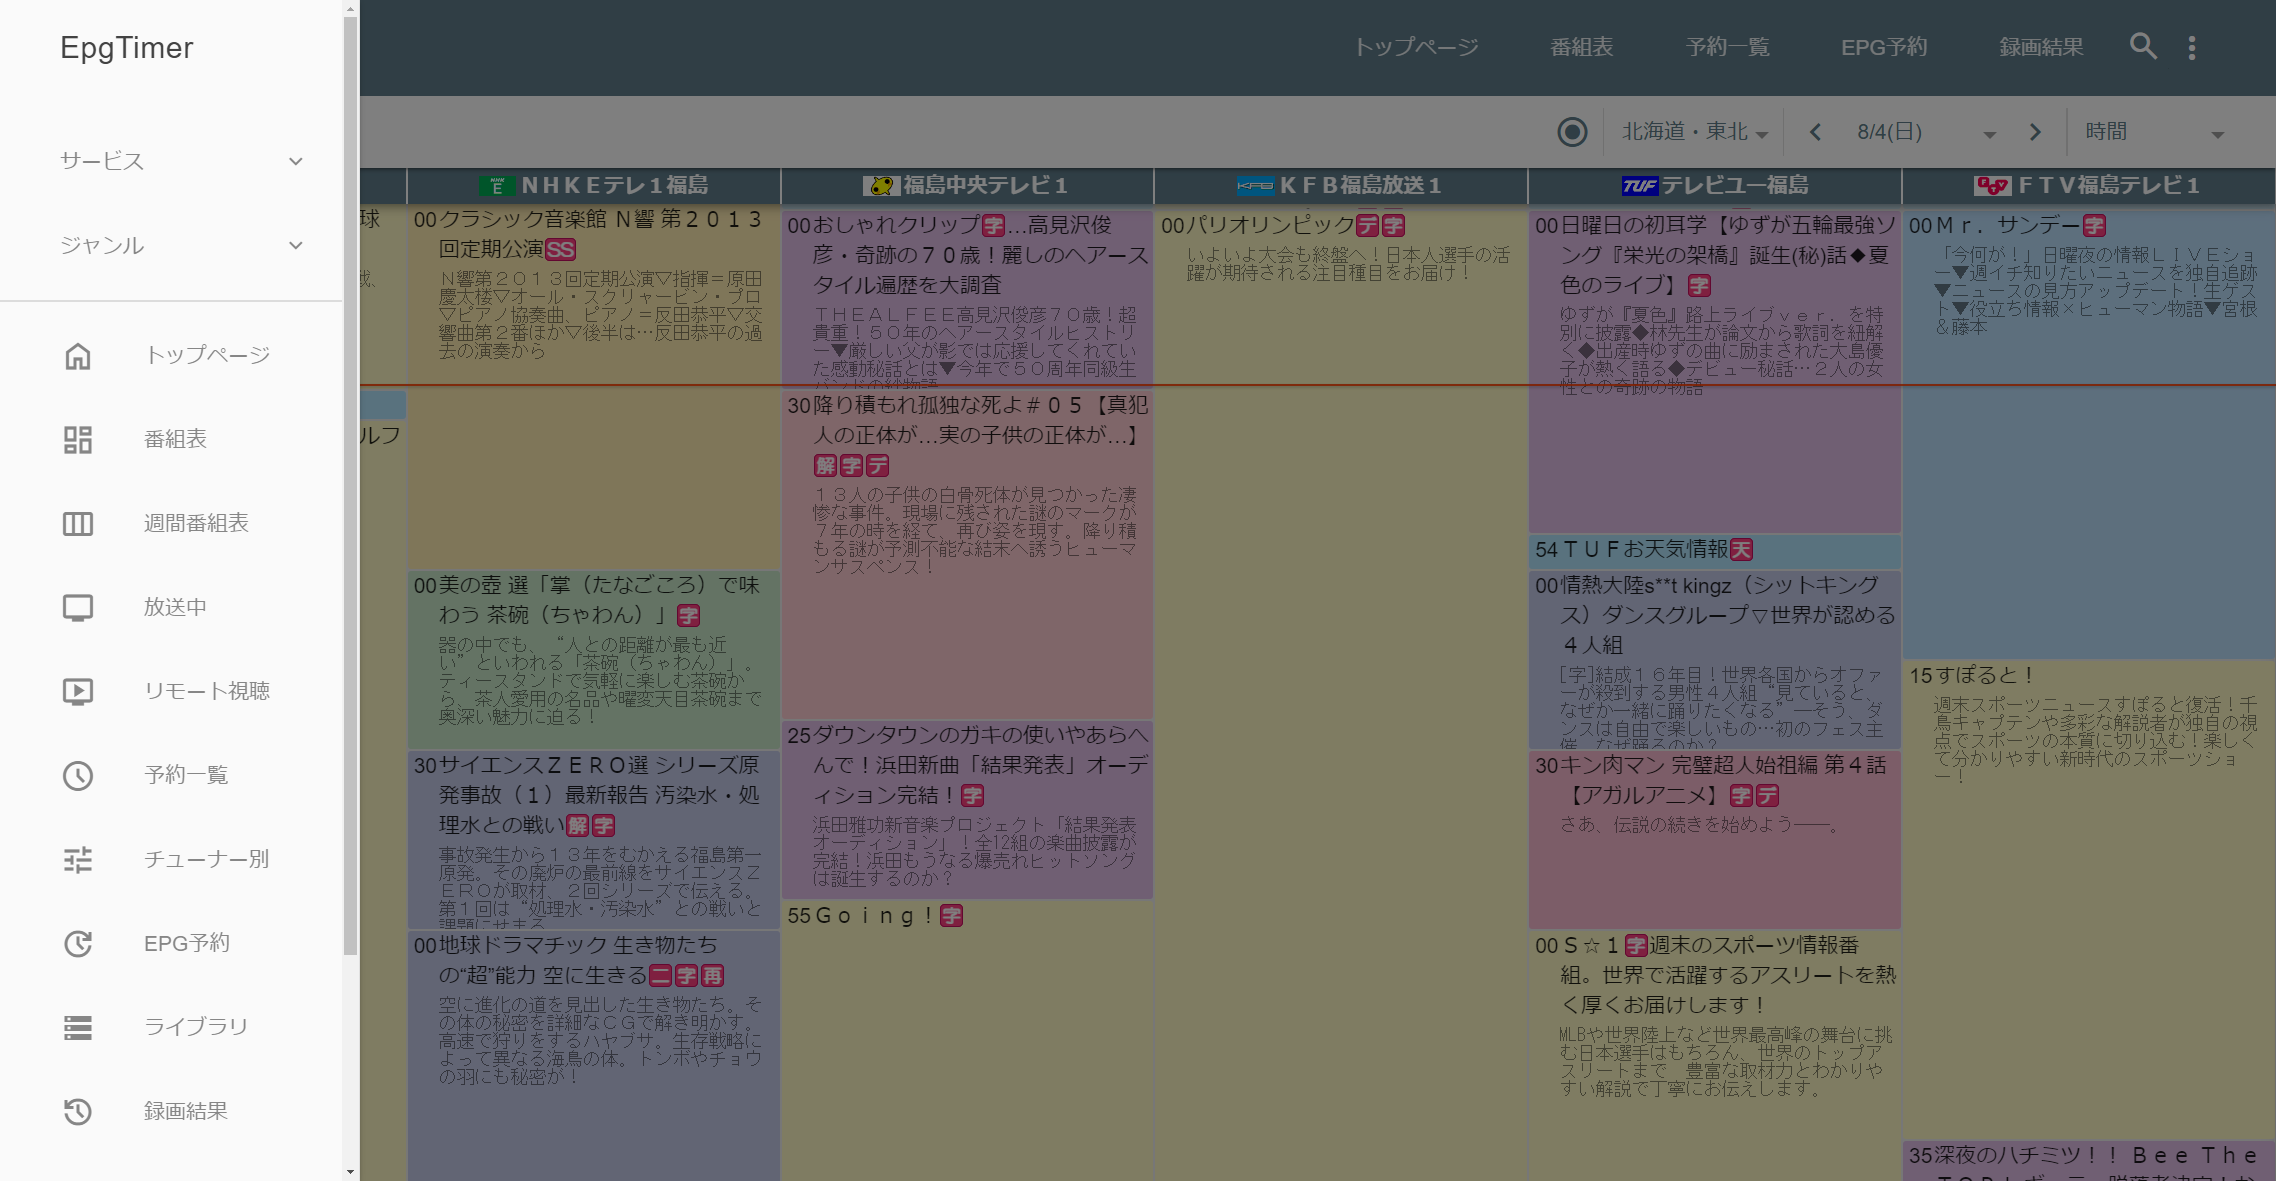 EpgTimer
サービス
ジャンル
トップページ
番組表
週間番組表
放送中
リモート視聴
予約一覧
チューナー別
EPG予約
ライブラリ
録画結果
トップページ
番組表
予約一覧
EPG予約
録画結果
北海道・東北
8/4(日)
時間
球
戦、
ルフ
NHK E ＮＨＫＥテレ１福島
00クラシック音楽館 Ｎ響 第２０１３
回定期公演SS
Ｎ響第２０１３回定期公演▽指揮＝原田
慶太楼▽オール・スクリャービン・プロ
▽ピアノ協奏曲、ピアノ＝反田恭平▽交
響曲第２番ほか▽後半は…反田恭平の過
去の演奏から
00美の壺 選「掌（たなごころ）で味
わう 茶碗（ちゃわん）」字
器の中でも、“人との距離が最も近
い”といわれる「茶碗（ちゃわん）」。
ティースタンドで気軽に楽しむ茶碗か
ら、茶人愛用の名品や曜変天目茶碗まで
奥深い魅力に迫る！
30サイエンスＺＥＲＯ選 シリーズ原
発事故（１）最新報告 汚染水・処
理水との戦い解字
事故発生から１３年をむかえる福島第一
原発。その廃炉の最前線をサイエンスＺ
ＥＲＯが取材、２回シリーズで伝える。
第１回は“処理水・汚染水”との戦いと
課題にせまる
00地球ドラマチック 生き物たち
の“超”能力 空に生きる二字再
空に進化の道を見出した生き物たち。そ
の体の秘密を詳細なＣＧで解き明かす。
高速で狩りをするハヤブサ。生存戦略に
よって異なる海鳥の体。トンボやチョウ
の羽にも秘密が！
福島中央テレビ１
00おしゃれクリップ字…高見沢俊
彦・奇跡の７０歳！麗しのヘアース
タイル遍歴を大調査
ＴＨＥＡＬＦＥＥ高見沢俊彦７０歳！超
貴重！５０年のヘアースタイルヒストリ
ー▼厳しい父が影では応援してくれてい
た感動秘話とは▼今年で５０周年同級生
バンドの絆物語
30降り積もれ孤独な死よ＃０５【真犯
人の正体が…実の子供の正体が…】
解字デ
１３人の子供の白骨死体が見つかった凄
惨な事件。現場に残された謎のマークが
７年の時を経て、再び姿を現す。降り積
もる謎が予測不能な結末へ誘うヒューマ
ンサスペンス！
25ダウンタウンのガキの使いやあらへ
んで！浜田新曲「結果発表」オーデ
ィション完結！字
浜田雅功新音楽プロジェクト「結果発表
オーディション」！全12組の楽曲披露が
完結！浜田もうなる爆売れヒットソング
は誕生するのか？
55Ｇｏｉｎｇ！字
KFB ＫＦＢ福島放送１
00パリオリンピックデ字
いよいよ大会も終盤へ！日本人選手の活
躍が期待される注目種目をお届け！
TUF テレビユー福島
00日曜日の初耳学【ゆずが五輪最強ソ
ング『栄光の架橋』誕生(秘)話◆夏
色のライブ】字
ゆずが『夏色』路上ライブｖｅｒ．を特
別に披露◆林先生が論文から歌詞を紐解
く◆出産時ゆずの曲に励まされた大島優
子が熱く語る◆デビュー秘話…２人の女
性との奇跡の物語
54ＴＵＦお天気情報天
00情熱大陸s**t kingz（シットキング
ス）ダンスグループ▽世界が認める
４人組
[字]結成１６年目！世界各国からオファ
ーが殺到する男性４人組“見ていると、
なぜか一緒に踊りたくなる”―そう、ダ
ンスは自由で楽しいもの…初のフェス主
催、なぜ踊るのか？
30キン肉マン 完璧超人始祖編 第４話
【アガルアニメ】字デ
さあ、伝説の続きを始めよう――。
00Ｓ☆１字週末のスポーツ情報番
組。世界で活躍するアスリートを熱
く厚くお届けします！
MLBや世界陸上など世界最高峰の舞台に挑
む日本選手はもちろん、世界のトップア
スリートまで 豊富な取材力とわかりや
すい解説で丁寧にお伝えします。
FTV ＦＴＶ福島テレビ１
00Ｍｒ．サンデー字
「今何が！」日曜夜の情報ＬＩＶＥショ
ー▼週イチ知りたいニュースを独自追跡
▼ニュースの見方アップデート！生ゲス
ト▼役立ち情報×ヒューマン物語▼宮根
＆藤本
15すぽると！
週末スポーツニュースすぽると復活！千
鳥キャプテンや多彩な解説者が独自の視
点でスポーツの本質に切り込む！楽しく
て分かりやすい新時代のスポーツショ
ー！
35深夜のハチミツ！！ Ｂｅｅ Ｔｈｅ